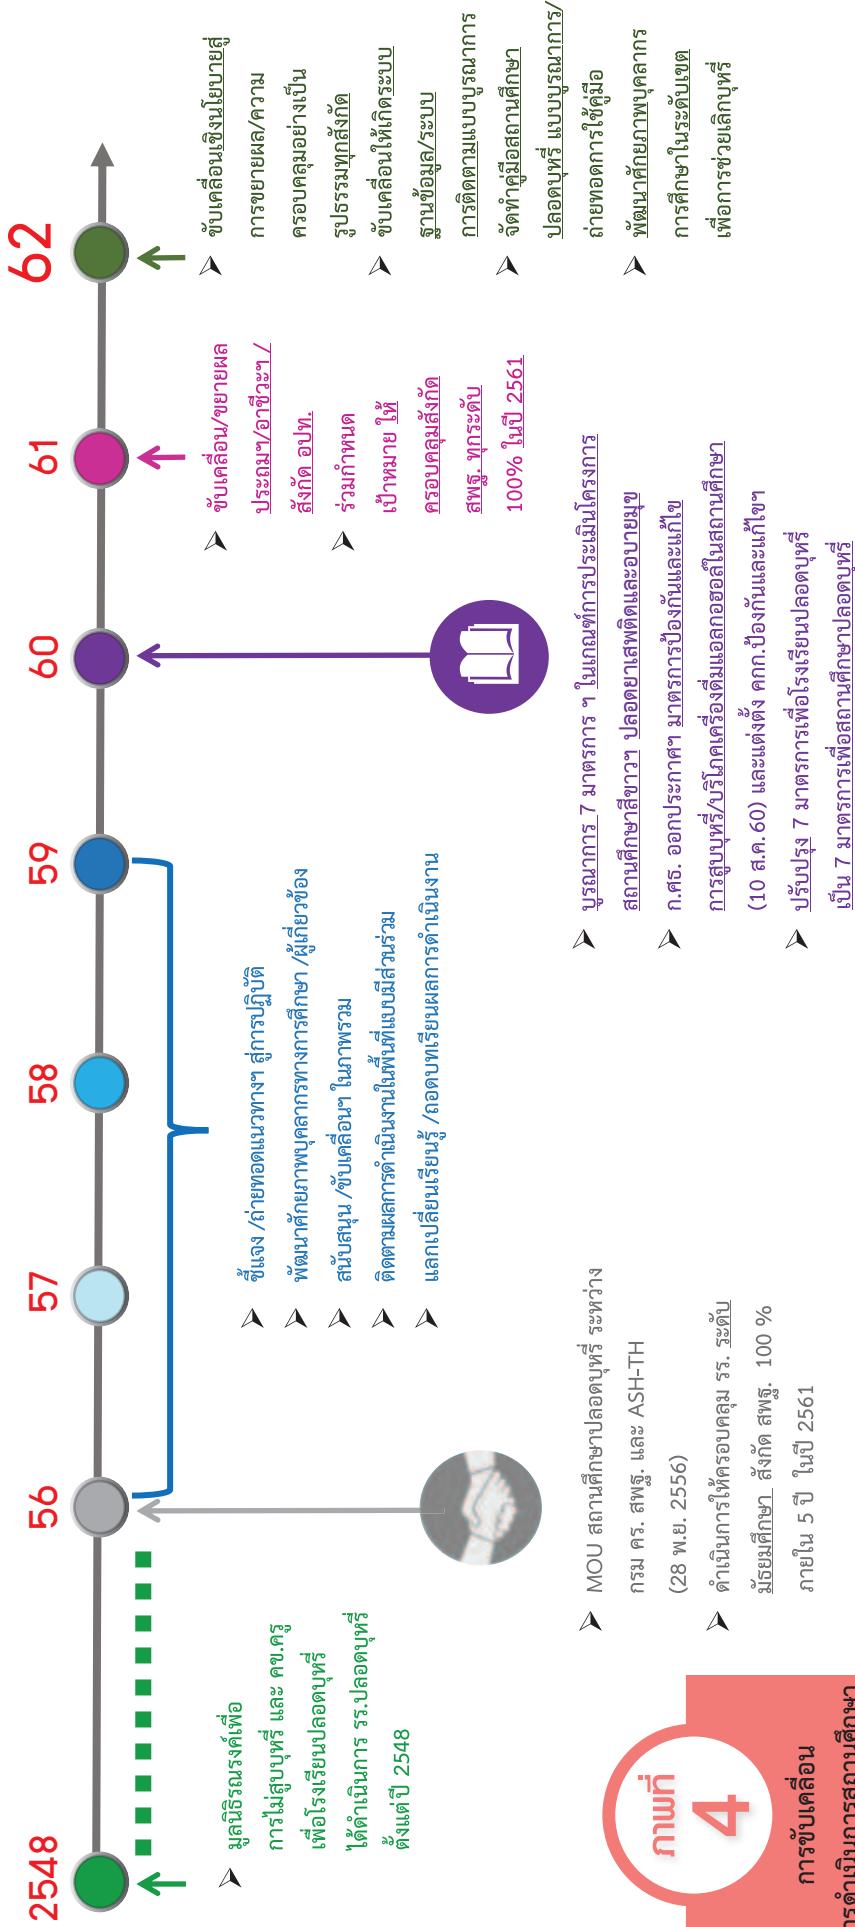 2548
56
57
58
59
60
61
62
มูลนิธิรณรงค์เพื่อ
การไม่สูบบุหรี่ และ คข.ครู
เพื่อโรงเรียนปลอดบุหรี่
ได้ดำเนินการ รร.ปลอดบุหรี่
ตั้งแต่ปี 2548
MOU สถานศึกษาปลอดบุหรี่ ระหว่าง
กรม คร. สพฐ. และ ASH-TH
(28 พ.ย. 2556)
ดำเนินการให้ครอบคลุม รร. ระดับ
มัธยมศึกษา สังกัด สพฐ. 100 %
ภายใน 5 ปี ในปี 2561
ชี้แจง /ถ่ายทอดแนวทางฯ สู่การปฏิบัติ
พัฒนาศักยภาพบุคลากรทางการศึกษา /ผู้เกี่ยวข้อง
สนับสนุน /ขับเคลื่อนฯ ในภาพรวม
ติดตามผลการดำเนินงานในพื้นที่แบบมีส่วนร่วม
แลกเปลี่ยนเรียนรู้ /ถอดบทเรียนผลการดำเนินงาน
บูรณาการ 7 มาตรการ ฯ ในเกณฑ์การประเมินโครงการ
สถานศึกษาสีขาวฯ ปลอดยาเสพติดและอบายมุข
ก.ศธ. ออกประกาศฯ มาตรการป้องกันและแก้ไข
การสูบบุหรี่/บริโภคเครื่องดื่มแอลกอฮอล์ในสถานศึกษา
(10 ส.ค. 60) และแต่งตั้ง คกก.ป้องกันและแก้ไขฯ
ปรับปรุง 7 มาตรการเพื่อโรงเรียนปลอดบุหรี่
เป็น 7 มาตรการเพื่อสถานศึกษาปลอดบุหรี่
ขับเคลื่อน/ขยายผล
ประถมฯ/อาชีวะฯ /
สังกัด อปท.
ร่วมกำหนด
เป้าหมาย ให้
ครอบคลุมสังกัด
สพฐ. ทุกระดับ
100% ในปี 2561
ขับเคลื่อนเชิงนโยบายสู่
การขยายผล/ความ
ครอบคลุมอย่างเป็น
รูปธรรมทุกสังกัด
ขับเคลื่อนให้เกิดระบบ
ฐานข้อมูล/ระบบ
การติดตามแบบบูรณาการ
จัดทำคู่มือสถานศึกษา
ปลอดบุหรี่ แบบบูรณาการ/
ถ่ายทอดการใช้คู่มือ
พัฒนาศักยภาพบุคลากร
การศึกษาในระดับเขต
เพื่อการช่วยเลิกบุหรี่
ภาพที่
4
การขับเคลื่อน
การดำเนินการสถานศึกษา